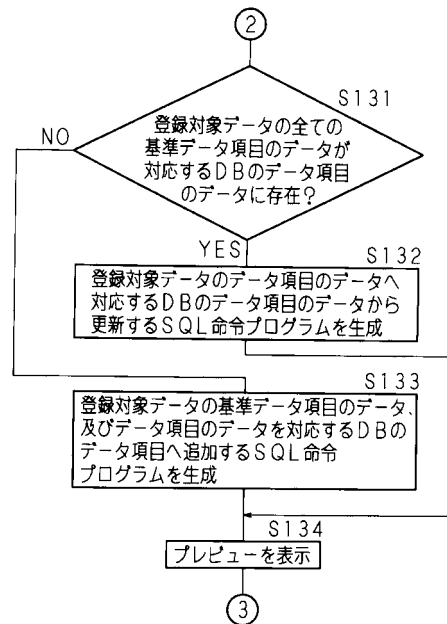 2
S131
登録対象データの全ての
基準データ項目のデータが
対応するDBのデータ項目
のデータに存在?
NO
YES
S132
登録対象データのデータ項目のデータへ
対応するDBのデータ項目のデータから
更新するSQL命令プログラムを生成
S133
登録対象データの基準データ項目のデータ、
及びデータ項目のデータを対応するDBの
データ項目へ追加するSQL命令
プログラムを生成
S134
プレビューを表示
3